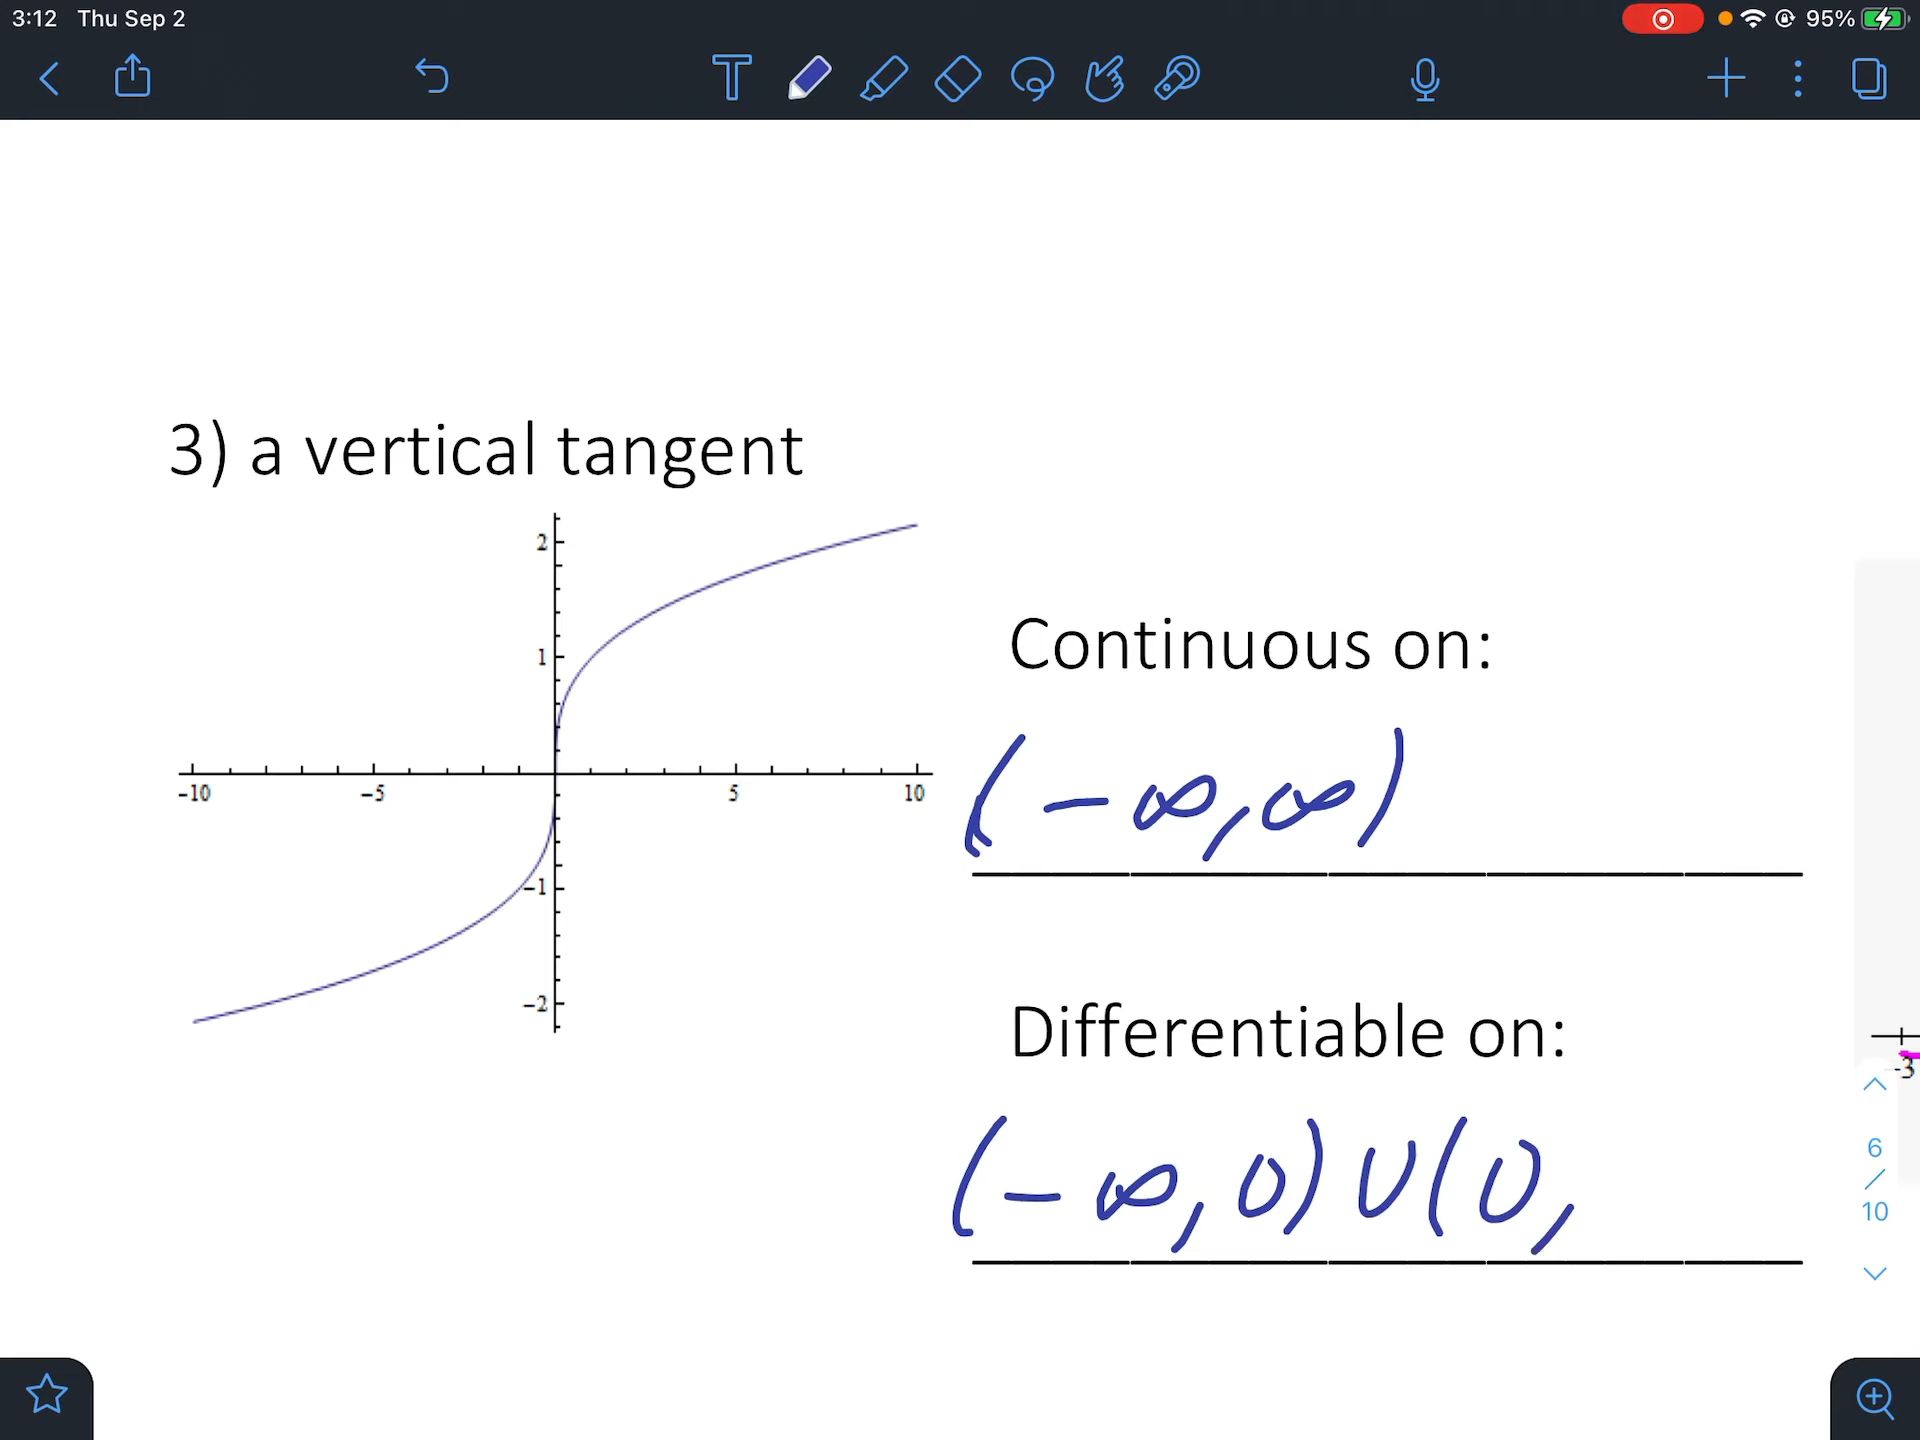 3:12 Thu Sep 2 95%
T
3) a vertical tangent
2
1
-10 -5 5 10
-1
-2
Continuous on:
(-∞,∞)
Differentiable on:
(-∞,0)∪(0,
-3
6
/
10